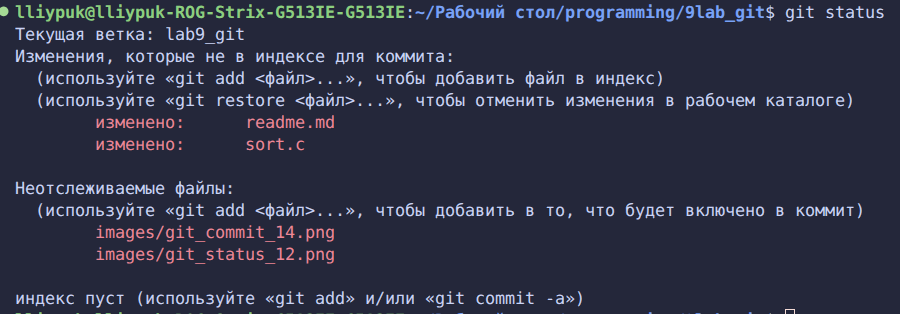 lliypuk@lliypuk-ROG-Strix-G513IE-G513IE:~/Рабочий стол/programming/9lab_git$ git status
Текущая ветка: lab9_git
Изменения, которые не в индексе для коммита:
  (используйте «git add <файл>...», чтобы добавить файл в индекс)
  (используйте «git restore <файл>...», чтобы отменить изменения в рабочем каталоге)
        изменено:      readme.md
        изменено:      sort.c
Неотслеживаемые файлы:
  (используйте «git add <файл>...», чтобы добавить в то, что будет включено в коммит)
        images/git_commit_14.png
        images/git_status_12.png
индекс пуст (используйте «git add» и/или «git commit -a»)